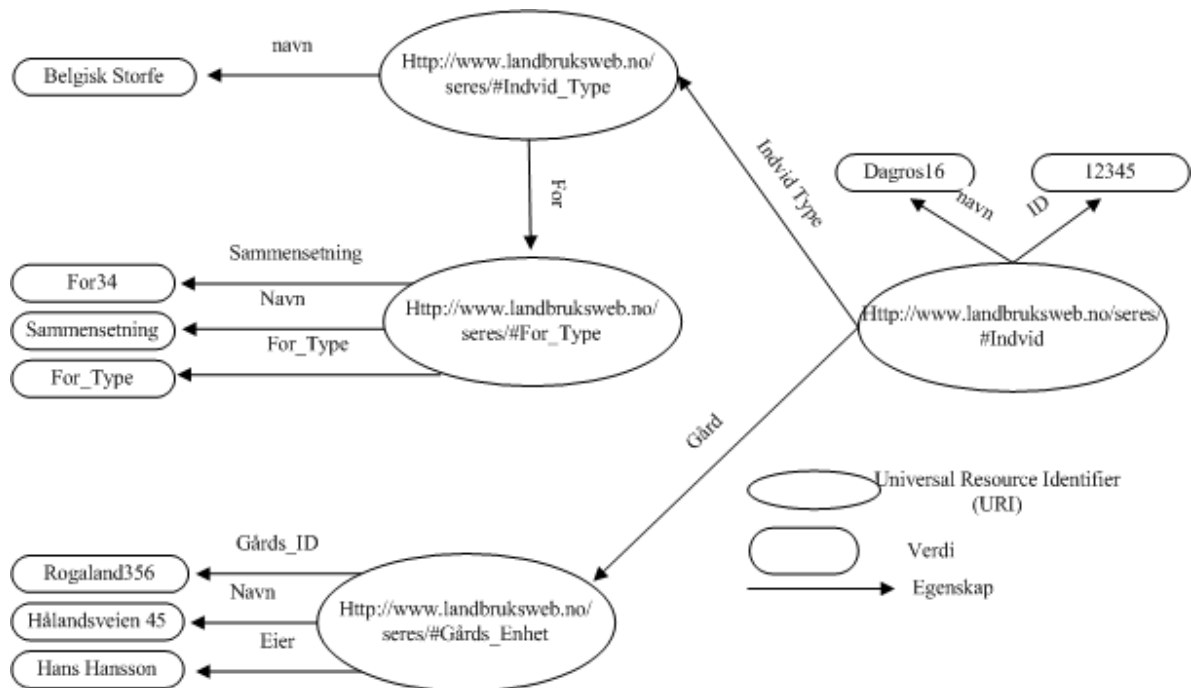 navn
Belgisk Storfe
Http://www.landbruksweb.no/
seres/#Indvid_Type
Indvid Type
For
Dagros16
12345
navn
ID
Http://www.landbruksweb.no/seres/
#Indvid
Sammensetning
For34
Navn
Sammensetning
For_Type
For_Type
Http://www.landbruksweb.no/
seres/#For_Type
Gård
Gårds_ID
Rogaland356
Navn
Hålandsveien 45
Eier
Hans Hansson
Http://www.landbruksweb.no/
seres/#Gårds_Enhet
Universal Resource Identifier
(URI)
Verdi
Egenskap